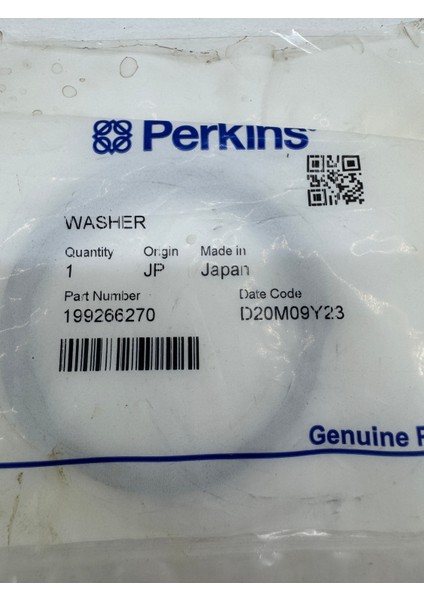 Perkins
WASHER
Quantity Origin Made in
1 JP Japan
Part Number Date Code
199266270 D20M09Y23
Genuine